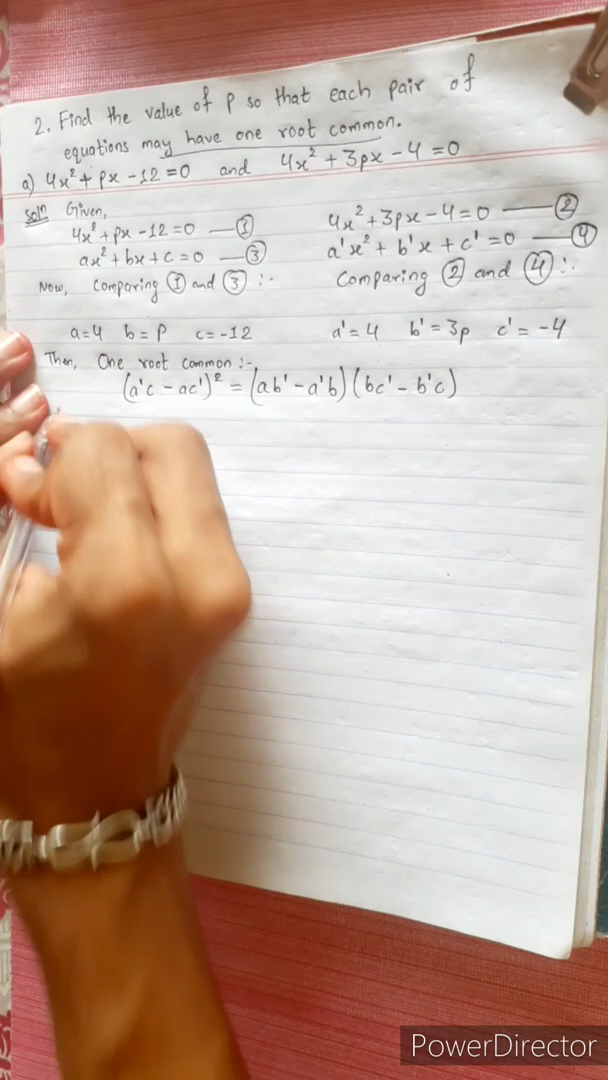 2. Find the value of P so that each pair of
equations may have one root common.
a) 4x² + px - 12 = 0 and 4x² + 3px - 4 = 0
Soln Given,
4x² + px - 12 = 0 — ①
4x² + 3px - 4 = 0 — ②
ax² + bx + c = 0 — ③
a'x² + b'x + c' = 0 — ④
Now, Comparing ① and ③ :-
Comparing ② and ④ :-
a = 4 b = P c = -12
a' = 4 b' = 3p c' = -4
Then, One root common :-
(a'c - ac')² = (ab' - a'b) (bc' - b'c)
PowerDirector